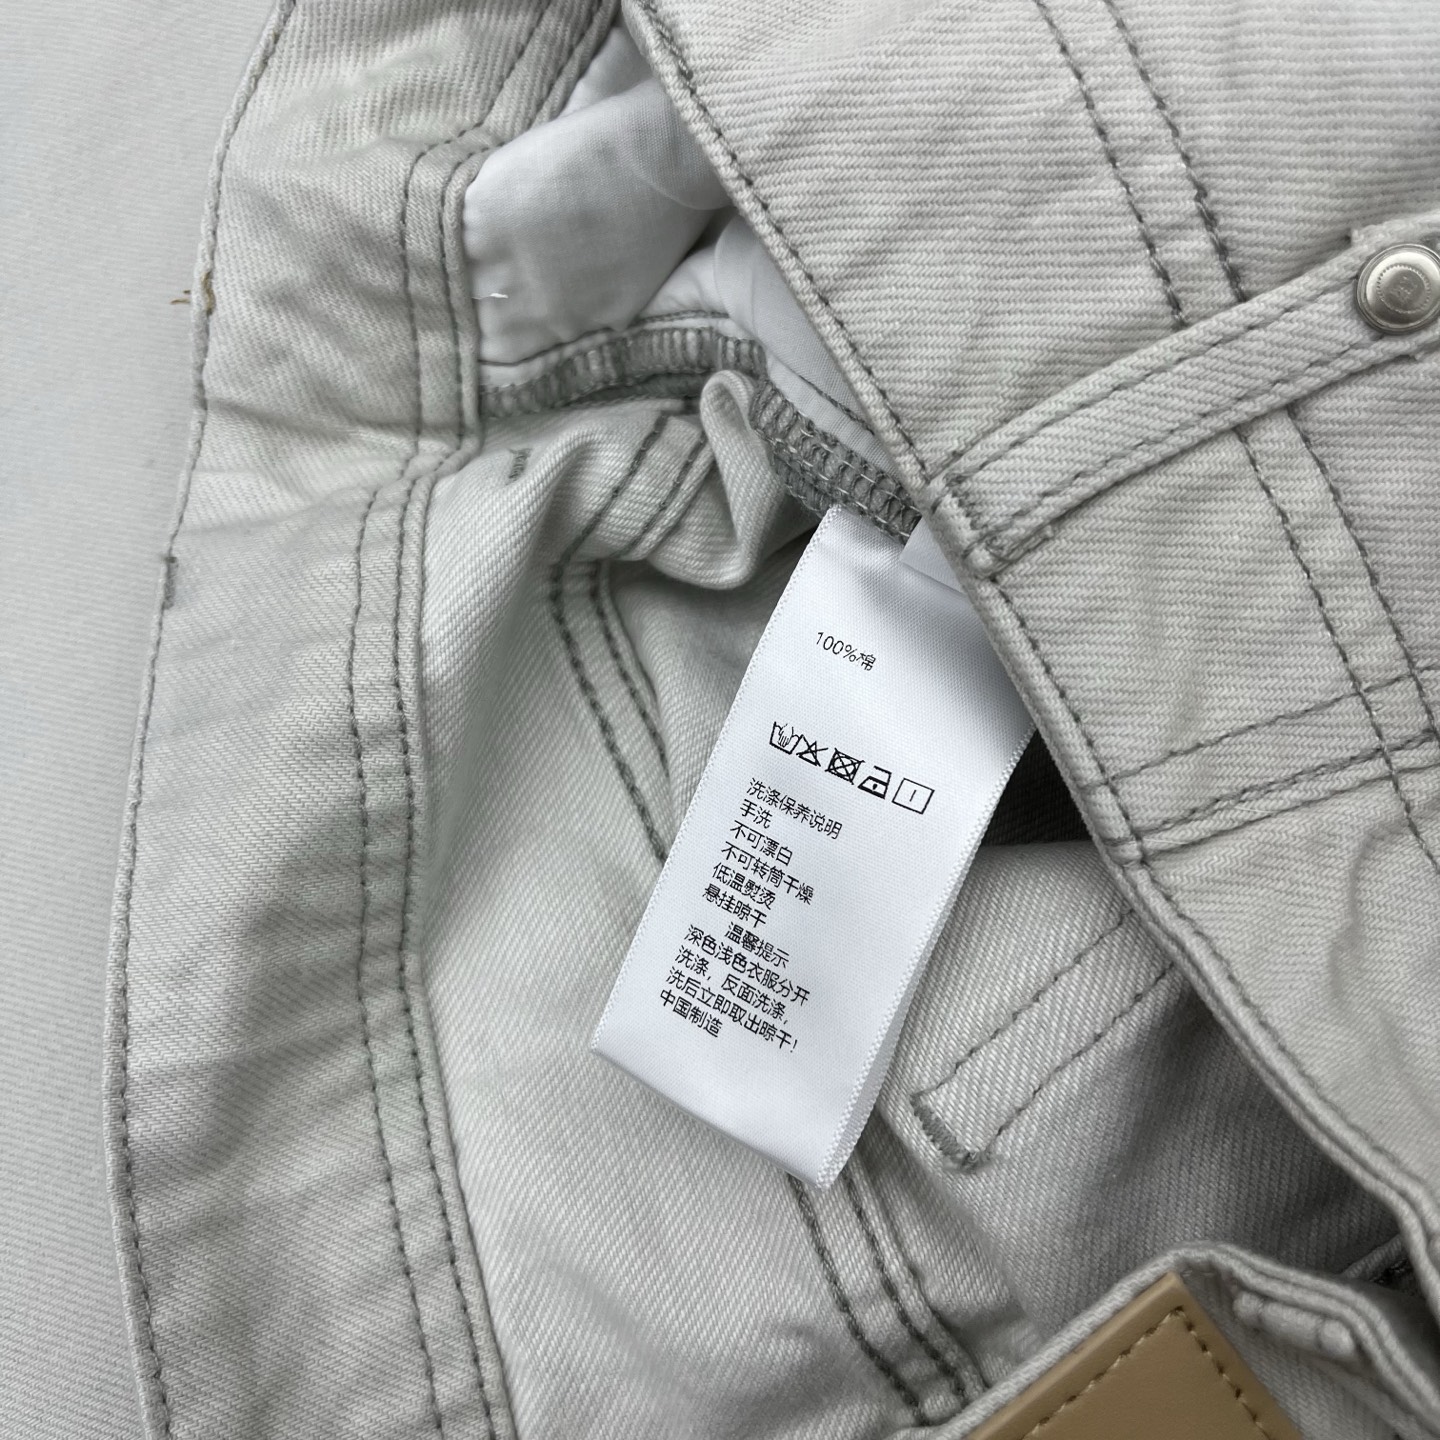 100%棉
洗涤保养说明
手洗
不可漂白
不可转筒干燥
低温熨烫
悬挂晾干
温馨提示
深色浅色衣服分开
洗涤，反面洗涤，
洗后立即取出晾干！
中国制造